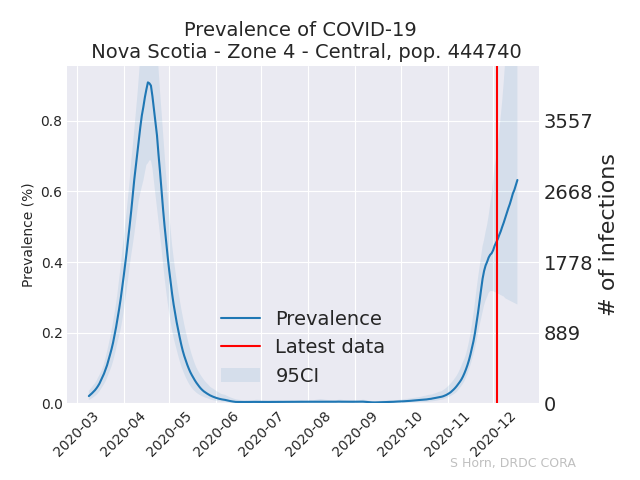 Prevalence of COVID-19
Nova Scotia - Zone 4 - Central, pop. 444740
Prevalence (%)
0.8
0.6
0.4
0.2
0.0
3557
2668
1778
889
0
# of infections
Prevalence
Latest data
95CI
2020-03
2020-04
2020-05
2020-06
2020-07
2020-08
2020-09
2020-10
2020-11
2020-12
S Horn, DRDC CORA